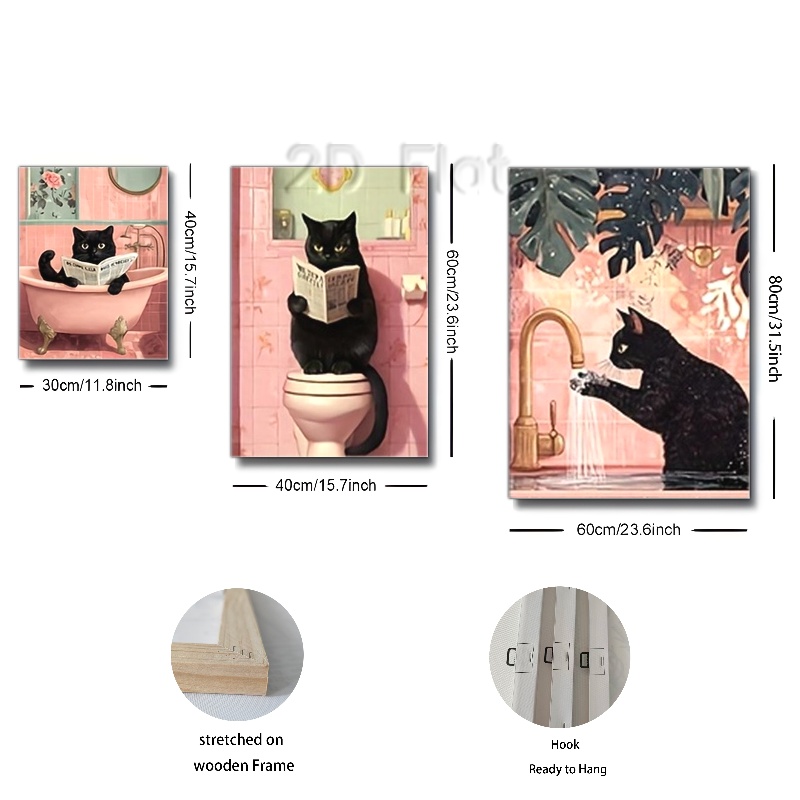 2D Flat
40cm/15.7inch
30cm/11.8inch
60cm/23.6inch
40cm/15.7inch
80cm/31.5inch
60cm/23.6inch
stretched on
wooden Frame
Hook
Ready to Hang